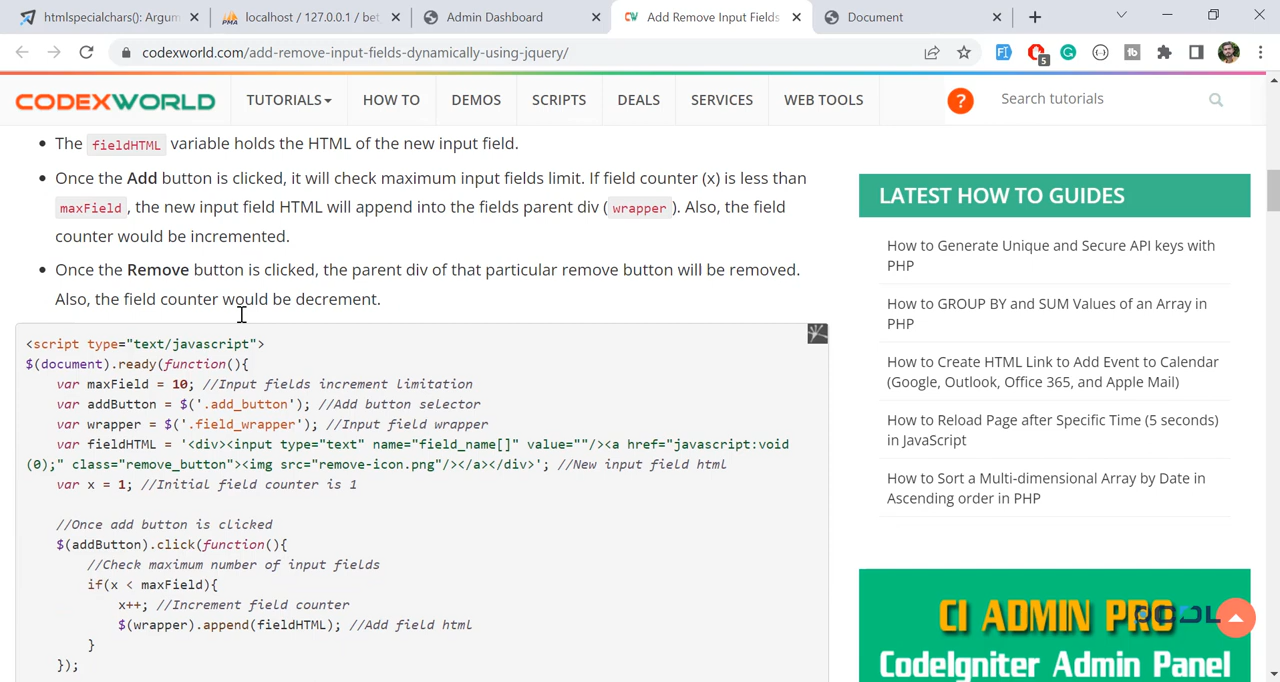 htmlspecialchars(): Argum
localhost / 127.0.0.1 / bet
Admin Dashboard
Add Remove Input Fields
Document
codexworld.com/add-remove-input-fields-dynamically-using-jquery/
5
CODEXWORLD
TUTORIALS
HOW TO
DEMOS
SCRIPTS
DEALS
SERVICES
WEB TOOLS
?
Search tutorials
The fieldHTML variable holds the HTML of the new input field.
Once the Add button is clicked, it will check maximum input fields limit. If field counter (x) is less than
maxField, the new input field HTML will append into the fields parent div (wrapper). Also, the field
counter would be incremented.
Once the Remove button is clicked, the parent div of that particular remove button will be removed.
Also, the field counter would be decrement.
<script type="text/javascript">
$(document).ready(function(){
var maxField = 10; //Input fields increment limitation
var addButton = $('.add_button'); //Add button selector
var wrapper = $('.field_wrapper'); //Input field wrapper
var fieldHTML = '<div><input type="text" name="field_name[]" value=""/><a href="javascript:void
(0);" class="remove_button"><img src="remove-icon.png"/></a></div>'; //New input field html
var x = 1; //Initial field counter is 1
//Once add button is clicked
$(addButton).click(function(){
//Check maximum number of input fields
if(x < maxField){
x++; //Increment field counter
$(wrapper).append(fieldHTML); //Add field html
}
});
LATEST HOW TO GUIDES
How to Generate Unique and Secure API keys with
PHP
How to GROUP BY and SUM Values of an Array in
PHP
How to Create HTML Link to Add Event to Calendar
(Google, Outlook, Office 365, and Apple Mail)
How to Reload Page after Specific Time (5 seconds)
in JavaScript
How to Sort a Multi-dimensional Array by Date in
Ascending order in PHP
CI ADMIN PRO
CodeIgniter Admin Panel